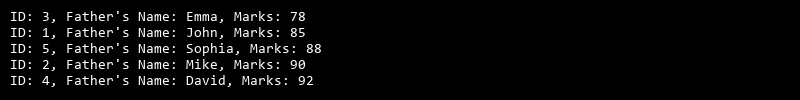 ID: 3, Father's Name: Emma, Marks: 78
ID: 1, Father's Name: John, Marks: 85
ID: 5, Father's Name: Sophia, Marks: 88
ID: 2, Father's Name: Mike, Marks: 90
ID: 4, Father's Name: David, Marks: 92